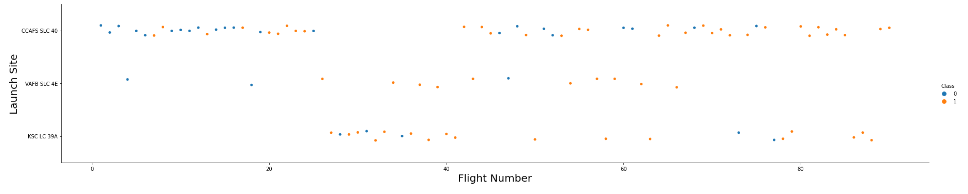 CCAFS SLC 40
VAFB SLC 4E
KSC LC 39A
Launch Site
0
20
40
60
80
Flight Number
Class
0
1